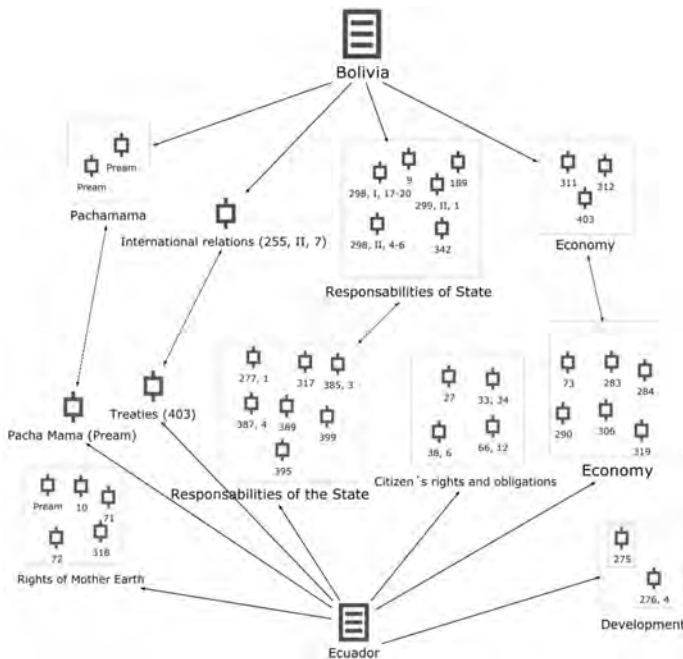 Bolivia
Pream
Pream
Pachamama
International relations (255, II, 7)
9
298, I, 17-20
189
299, II, 1
298, II, 4-6
342
Responsabilities of State
311
312
403
Economy
Pacha Mama (Pream)
Treaties (403)
277, 1
317
385, 3
387, 4
389
399
395
Responsabilities of the State
27
33, 34
38, 6
66, 12
Citizen´s rights and obligations
73
283
284
290
306
319
Economy
Pream
10
71
72
318
Rights of Mother Earth
275
276, 4
Development
Ecuador